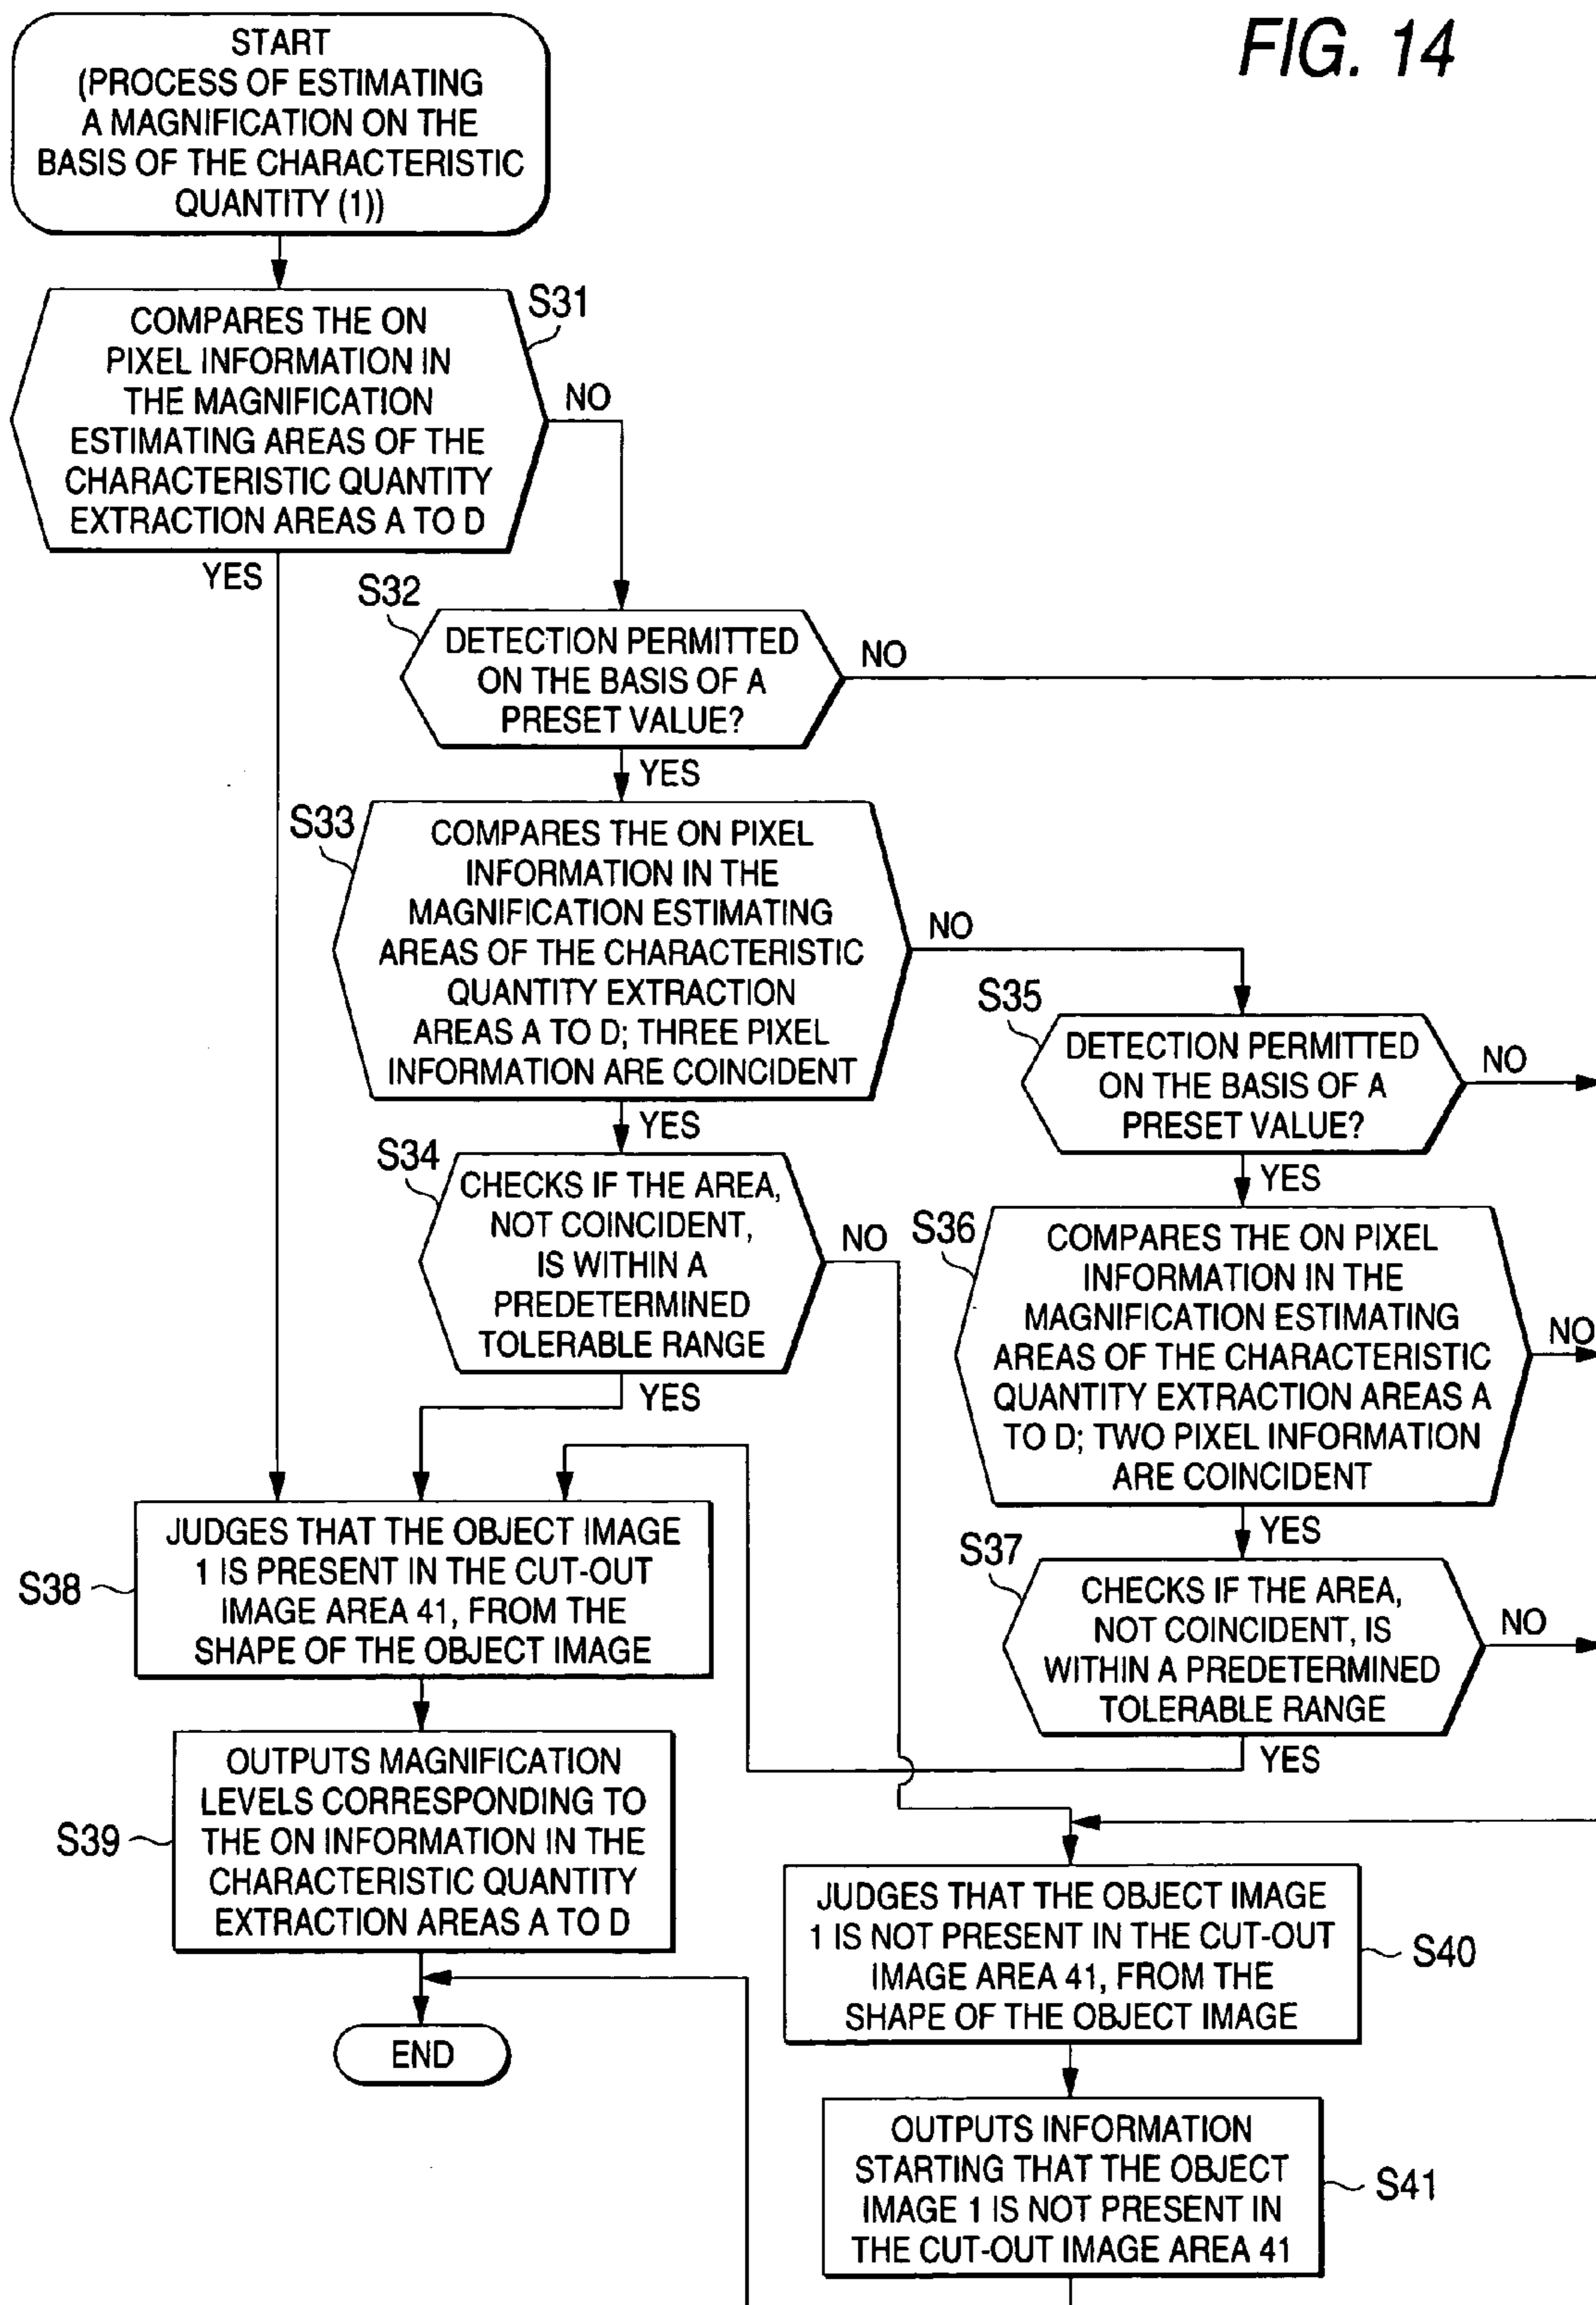 FIG. 14
START
(PROCESS OF ESTIMATING
A MAGNIFICATION ON THE
BASIS OF THE CHARACTERISTIC
QUANTITY (1))
S31
COMPARES THE ON
PIXEL INFORMATION IN
THE MAGNIFICATION
ESTIMATING AREAS OF THE
CHARACTERISTIC QUANTITY
EXTRACTION AREAS A TO D
NO
YES
S32
DETECTION PERMITTED
ON THE BASIS OF A
PRESET VALUE?
NO
YES
S33
COMPARES THE ON PIXEL
INFORMATION IN THE
MAGNIFICATION ESTIMATING
AREAS OF THE CHARACTERISTIC
QUANTITY EXTRACTION
AREAS A TO D; THREE PIXEL
INFORMATION ARE COINCIDENT
NO
YES
S34
CHECKS IF THE AREA,
NOT COINCIDENT,
IS WITHIN A
PREDETERMINED
TOLERABLE RANGE
NO
YES
S35
DETECTION PERMITTED
ON THE BASIS OF A
PRESET VALUE?
NO
YES
S36
COMPARES THE ON PIXEL
INFORMATION IN THE
MAGNIFICATION ESTIMATING
AREAS OF THE CHARACTERISTIC
QUANTITY EXTRACTION AREAS A
TO D; TWO PIXEL INFORMATION
ARE COINCIDENT
NO
YES
S37
CHECKS IF THE AREA,
NOT COINCIDENT, IS
WITHIN A PREDETERMINED
TOLERABLE RANGE
NO
YES
S38
JUDGES THAT THE OBJECT IMAGE
1 IS PRESENT IN THE CUT-OUT
IMAGE AREA 41, FROM THE
SHAPE OF THE OBJECT IMAGE
S39
OUTPUTS MAGNIFICATION
LEVELS CORRESPONDING TO
THE ON INFORMATION IN THE
CHARACTERISTIC QUANTITY
EXTRACTION AREAS A TO D
END
JUDGES THAT THE OBJECT IMAGE
1 IS NOT PRESENT IN THE CUT-OUT
IMAGE AREA 41, FROM THE
SHAPE OF THE OBJECT IMAGE
S40
OUTPUTS INFORMATION
STARTING THAT THE OBJECT
IMAGE 1 IS NOT PRESENT IN
THE CUT-OUT IMAGE AREA 41
S41